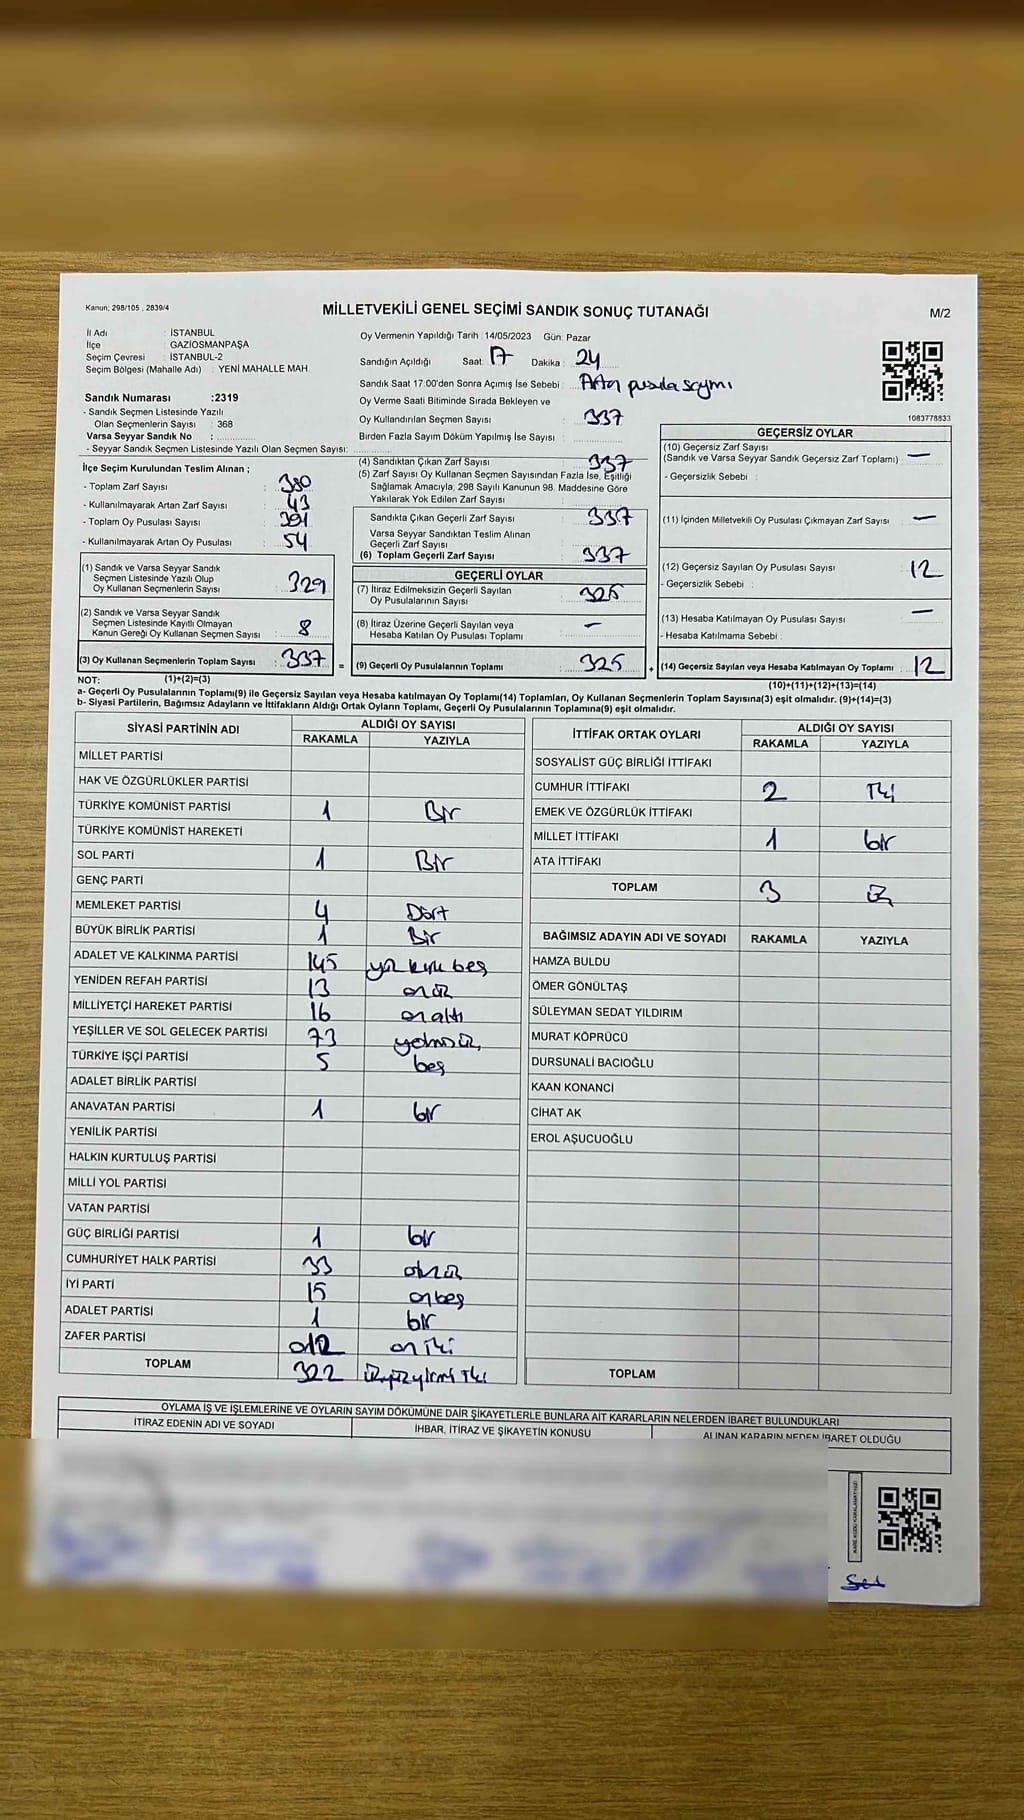 Kanun; 298/105 , 2839/4
MİLLETVEKİLİ GENEL SEÇİMİ SANDIK SONUÇ TUTANAĞI
M/2
İl Adı : İSTANBUL
İlçe : GAZİOSMANPAŞA
Seçim Çevresi : İSTANBUL-2
Seçim Bölgesi (Mahalle Adı) : YENİ MAHALLE MAH.
Oy Vermenin Yapıldığı Tarih :14/05/2023 Gün: Pazar
Sandığın Açıldığı Saat: 17 Dakika : 24
Sandık Saat 17.00'den Sonra Açımış İse Sebebi : Artan pusula sayımı
Sandık Numarası :2319
- Sandık Seçmen Listesinde Yazılı
Olan Seçmenlerin Sayısı : 368
Varsa Seyyar Sandık No :
- Seyyar Sandık Seçmen Listesinde Yazılı Olan Seçmen Sayısı:
Oy Verme Saati Bitiminde Sırada Bekleyen ve
Oy Kullandırılan Seçmen Sayısı : 337
Birden Fazla Sayım Döküm Yapılmış İse Sayısı :
1083778833
İlçe Seçim Kurulundan Teslim Alınan ;
- Toplam Zarf Sayısı : 380
- Kullanılmayarak Artan Zarf Sayısı : 43
- Toplam Oy Pusulası Sayısı : 391
- Kullanılmayarak Artan Oy Pusulası : 54
(4) Sandıktan Çıkan Zarf Sayısı : 337
(5) Zarf Sayısı Oy Kullanan Seçmen Sayısından Fazla İse, Eşitliği
Sağlamak Amacıyla, 298 Sayılı Kanunun 98. Maddesine Göre
Yakılarak Yok Edilen Zarf Sayısı
Sandıkta Çıkan Geçerli Zarf Sayısı : 337
Varsa Seyyar Sandıktan Teslim Alınan
Geçerli Zarf Sayısı
(6) Toplam Geçerli Zarf Sayısı : 337
GEÇERSİZ OYLAR
(10) Geçersiz Zarf Sayısı
(Sandık ve Varsa Seyyar Sandık Geçersiz Zarf Toplamı) : —
- Geçersizlik Sebebi :
(11) İçinden Milletvekili Oy Pusulası Çıkmayan Zarf Sayısı : —
(12) Geçersiz Sayılan Oy Pusulası Sayısı : 12
- Geçersizlik Sebebi :
(13) Hesaba Katılmayan Oy Pusulası Sayısı : —
- Hesaba Katılmama Sebebi :
(14) Geçersiz Sayılan veya Hesaba Katılmayan Oy Toplamı : 12
(10)+(11)+(12)+(13)=(14)
(1) Sandık ve Varsa Seyyar Sandık
Seçmen Listesinde Yazılı Olup
Oy Kullanan Seçmenlerin Sayısı : 329
(2) Sandık ve Varsa Seyyar Sandık
Seçmen Listesinde Kayıtlı Olmayan
Kanun Gereği Oy Kullanan Seçmen Sayısı : 8
(3) Oy Kullanan Seçmenlerin Toplam Sayısı : 337
(1)+(2)=(3)
GEÇERLİ OYLAR
(7) İtiraz Edilmeksizin Geçerli Sayılan
Oy Pusulalarının Sayısı : 325
(8) İtiraz Üzerine Geçerli Sayılan veya
Hesaba Katılan Oy Pusulası Toplamı : —
= (9) Geçerli Oy Pusulalarının Toplamı : 325 +
NOT:
a- Geçerli Oy Pusulalarının Toplamı(9) ile Geçersiz Sayılan veya Hesaba katılmayan Oy Toplamı(14) Toplamları, Oy Kullanan Seçmenlerin Toplam Sayısına(3) eşit olmalıdır. (9)+(14)=(3)
b- Siyasi Partilerin, Bağımsız Adayların ve İttifakların Aldığı Ortak Oyların Toplamı, Geçerli Oy Pusulalarının Toplamına(9) eşit olmalıdır.
SİYASİ PARTİNİN ADI ALDIĞI OY SAYISI
RAKAMLA YAZIYLA
MİLLET PARTİSİ
HAK VE ÖZGÜRLÜKLER PARTİSİ
TÜRKİYE KOMÜNİST PARTİSİ 1 Bir
TÜRKİYE KOMÜNİST HAREKETİ
SOL PARTİ 1 Bir
GENÇ PARTİ
MEMLEKET PARTİSİ 4 Dört
BÜYÜK BİRLİK PARTİSİ 1 Bir
ADALET VE KALKINMA PARTİSİ 145 yüz kırk beş
YENİDEN REFAH PARTİSİ 13 onüç
MİLLİYETÇİ HAREKET PARTİSİ 16 onaltı
YEŞİLLER VE SOL GELECEK PARTİSİ 73 yetmişüç
TÜRKİYE İŞÇİ PARTİSİ 5 beş
ADALET BİRLİK PARTİSİ
ANAVATAN PARTİSİ 1 bir
YENİLİK PARTİSİ
HALKIN KURTULUŞ PARTİSİ
MİLLİ YOL PARTİSİ
VATAN PARTİSİ
GÜÇ BİRLİĞİ PARTİSİ 1 bir
CUMHURİYET HALK PARTİSİ 33
İYİ PARTİ 15 onbeş
ADALET PARTİSİ 1 bir
ZAFER PARTİSİ 12 oniki
TOPLAM 322 üçyüzyirmi iki
İTTİFAK ORTAK OYLARI ALDIĞI OY SAYISI
RAKAMLA YAZIYLA
SOSYALİST GÜÇ BİRLİĞİ İTTİFAKI
CUMHUR İTTİFAKI 2 İki
EMEK VE ÖZGÜRLÜK İTTİFAKI
MİLLET İTTİFAKI 1 bir
ATA İTTİFAKI
TOPLAM 3 üç
BAĞIMSIZ ADAYIN ADI VE SOYADI RAKAMLA YAZIYLA
HAMZA BULDU
ÖMER GÖNÜLTAŞ
SÜLEYMAN SEDAT YILDIRIM
MURAT KÖPRÜCÜ
DURSUNALİ BACIOĞLU
KAAN KONANCİ
CİHAT AK
EROL AŞUCUOĞLU
TOPLAM
OYLAMA İŞ VE İŞLEMLERİNE VE OYLARIN SAYIM DÖKÜMÜNE DAİR ŞİKAYETLERLE BUNLARA AİT KARARLARIN NELERDEN İBARET BULUNDUKLARI
İTİRAZ EDENİN ADI VE SOYADI İHBAR, İTİRAZ VE ŞİKAYETİN KONUSU ALINAN KARARIN NEDEN İBARET OLDUĞU